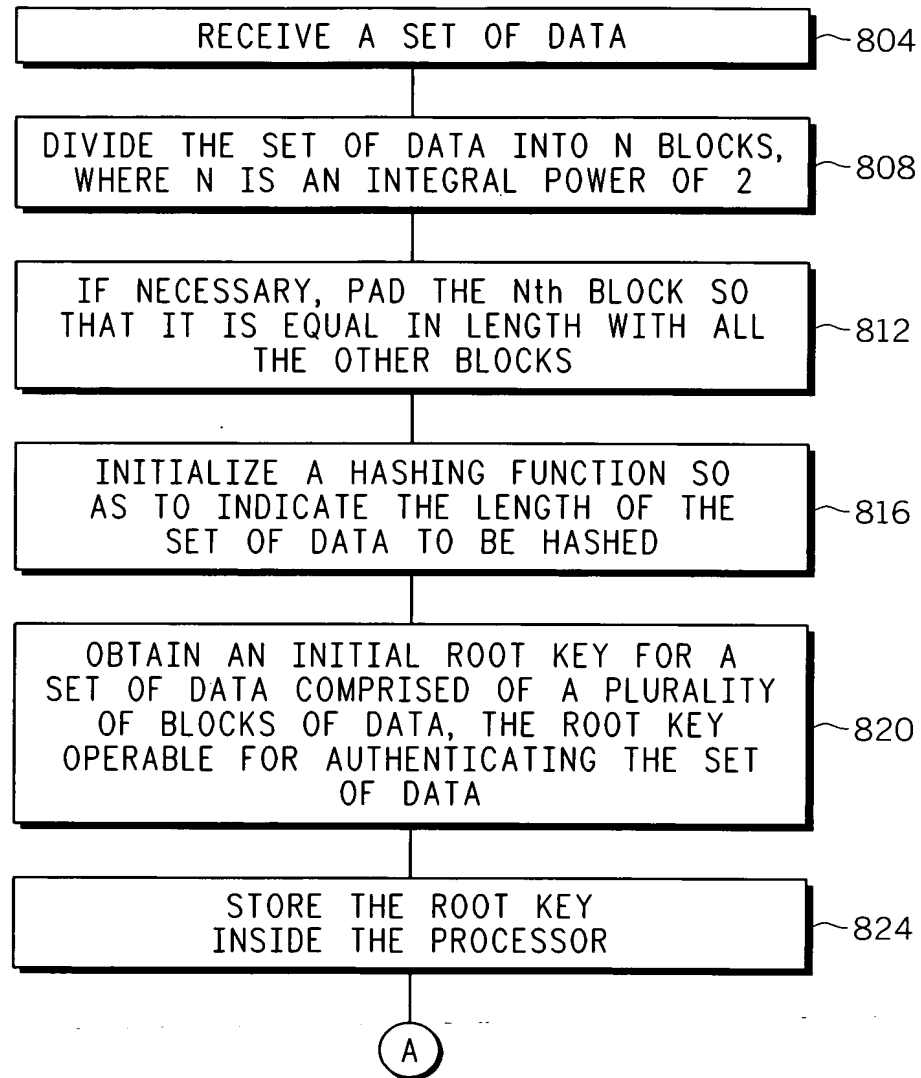 RECEIVE A SET OF DATA
804
DIVIDE THE SET OF DATA INTO N BLOCKS,
WHERE N IS AN INTEGRAL POWER OF 2
808
IF NECESSARY, PAD THE Nth BLOCK SO
THAT IT IS EQUAL IN LENGTH WITH ALL
THE OTHER BLOCKS
812
INITIALIZE A HASHING FUNCTION SO
AS TO INDICATE THE LENGTH OF THE
SET OF DATA TO BE HASHED
816
OBTAIN AN INITIAL ROOT KEY FOR A
SET OF DATA COMPRISED OF A PLURALITY
OF BLOCKS OF DATA, THE ROOT KEY
OPERABLE FOR AUTHENTICATING THE SET
OF DATA
820
STORE THE ROOT KEY
INSIDE THE PROCESSOR
824
A